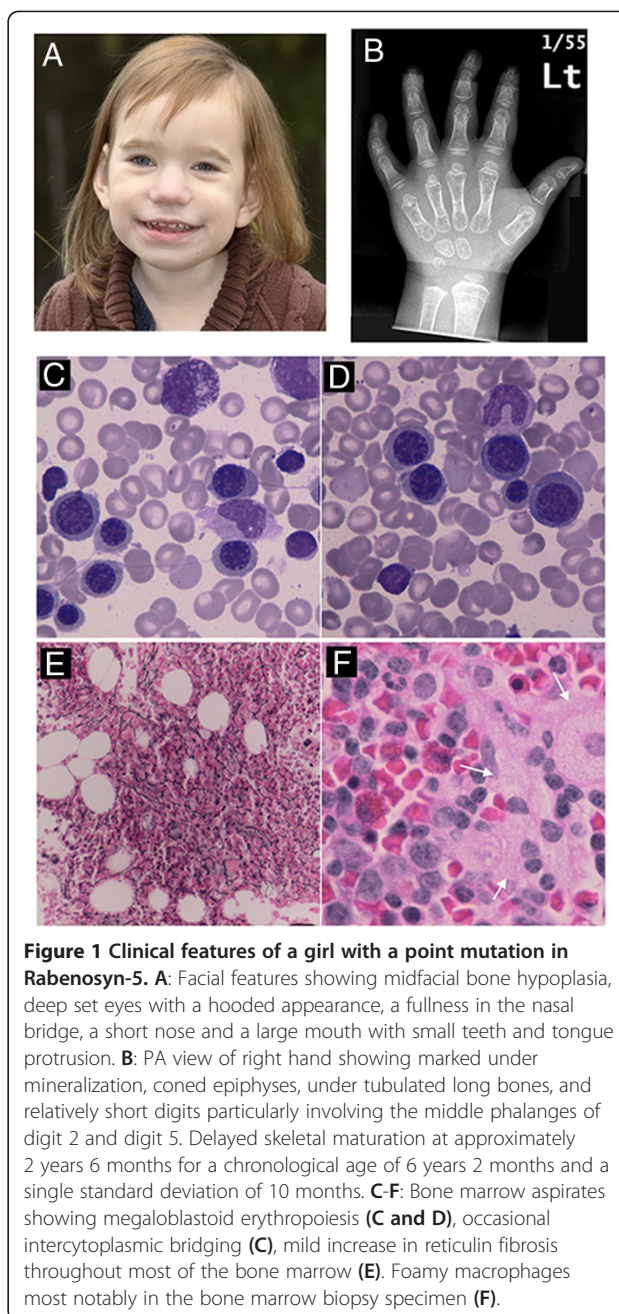 A
B
1/55
Lt
C
D
E
F
Figure 1 Clinical features of a girl with a point mutation in
Rabenosyn-5. A: Facial features showing midfacial bone hypoplasia,
deep set eyes with a hooded appearance, a fullness in the nasal
bridge, a short nose and a large mouth with small teeth and tongue
protrusion. B: PA view of right hand showing marked under
mineralization, coned epiphyses, under tubulated long bones, and
relatively short digits particularly involving the middle phalanges of
digit 2 and digit 5. Delayed skeletal maturation at approximately
2 years 6 months for a chronological age of 6 years 2 months and a
single standard deviation of 10 months. C-F: Bone marrow aspirates
showing megaloblastoid erythropoiesis (C and D), occasional
intercytoplasmic bridging (C), mild increase in reticulin fibrosis
throughout most of the bone marrow (E). Foamy macrophages
most notably in the bone marrow biopsy specimen (F).